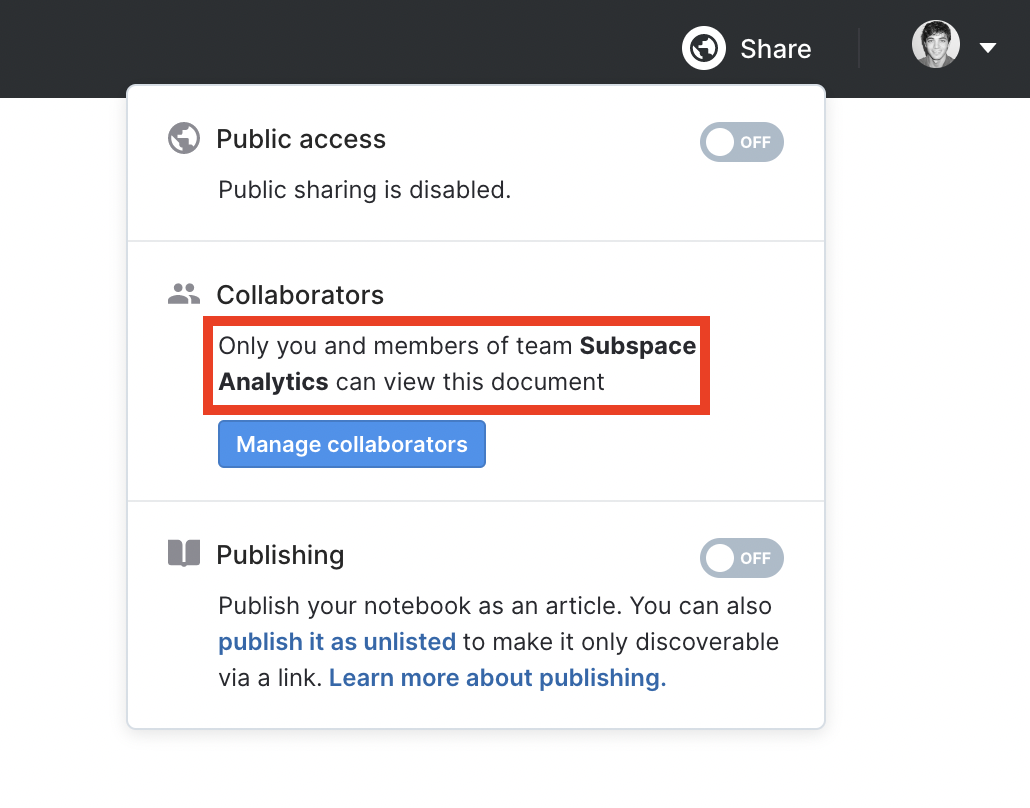 Share
Public access
OFF
Public sharing is disabled.
Collaborators
Only you and members of team Subspace
Analytics can view this document
Manage collaborators
Publishing
OFF
Publish your notebook as an article. You can also
publish it as unlisted to make it only discoverable
via a link. Learn more about publishing.